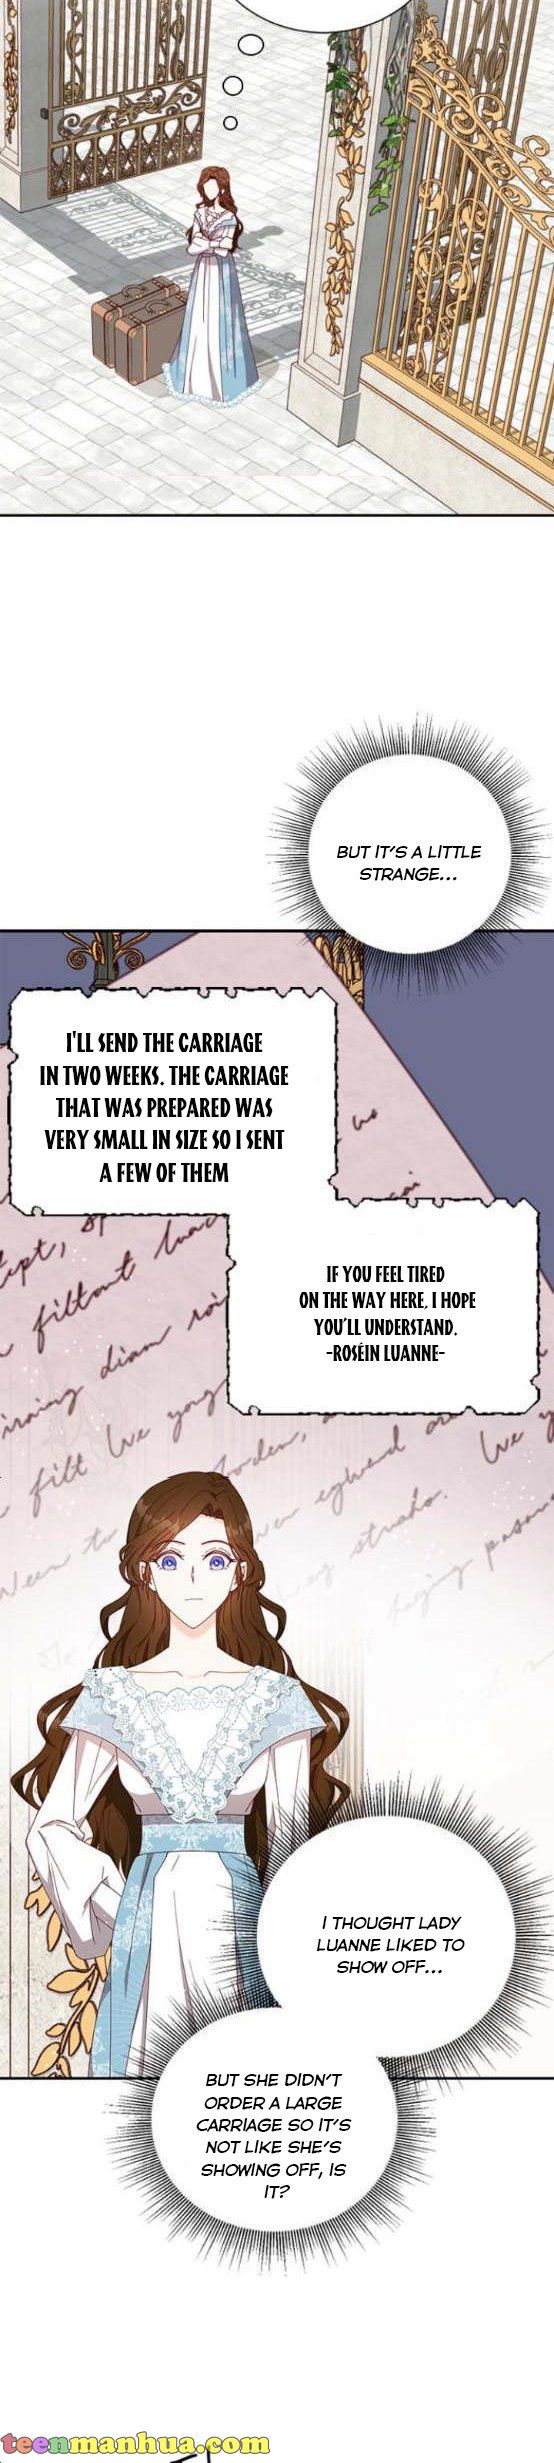 BUT IT'S A LITTLE
STRANGE...
I'LL SEND THE CARRIAGE
IN TWO WEEKS. THE CARRIAGE
THAT WAS PREPARED WAS
VERY SMALL IN SIZE SO I SENT
A FEW OF THEM
IF YOU FEEL TIRED
ON THE WAY HERE, I HOPE
YOU'LL UNDERSTAND.
-ROSÉIN LUANNE-
I THOUGHT LADY
LUANNE LIKED TO
SHOW OFF...
BUT SHE DIDN'T
ORDER A LARGE
CARRIAGE SO IT'S
NOT LIKE SHE'S
SHOWING OFF, IS
IT?
teenmanhua.com